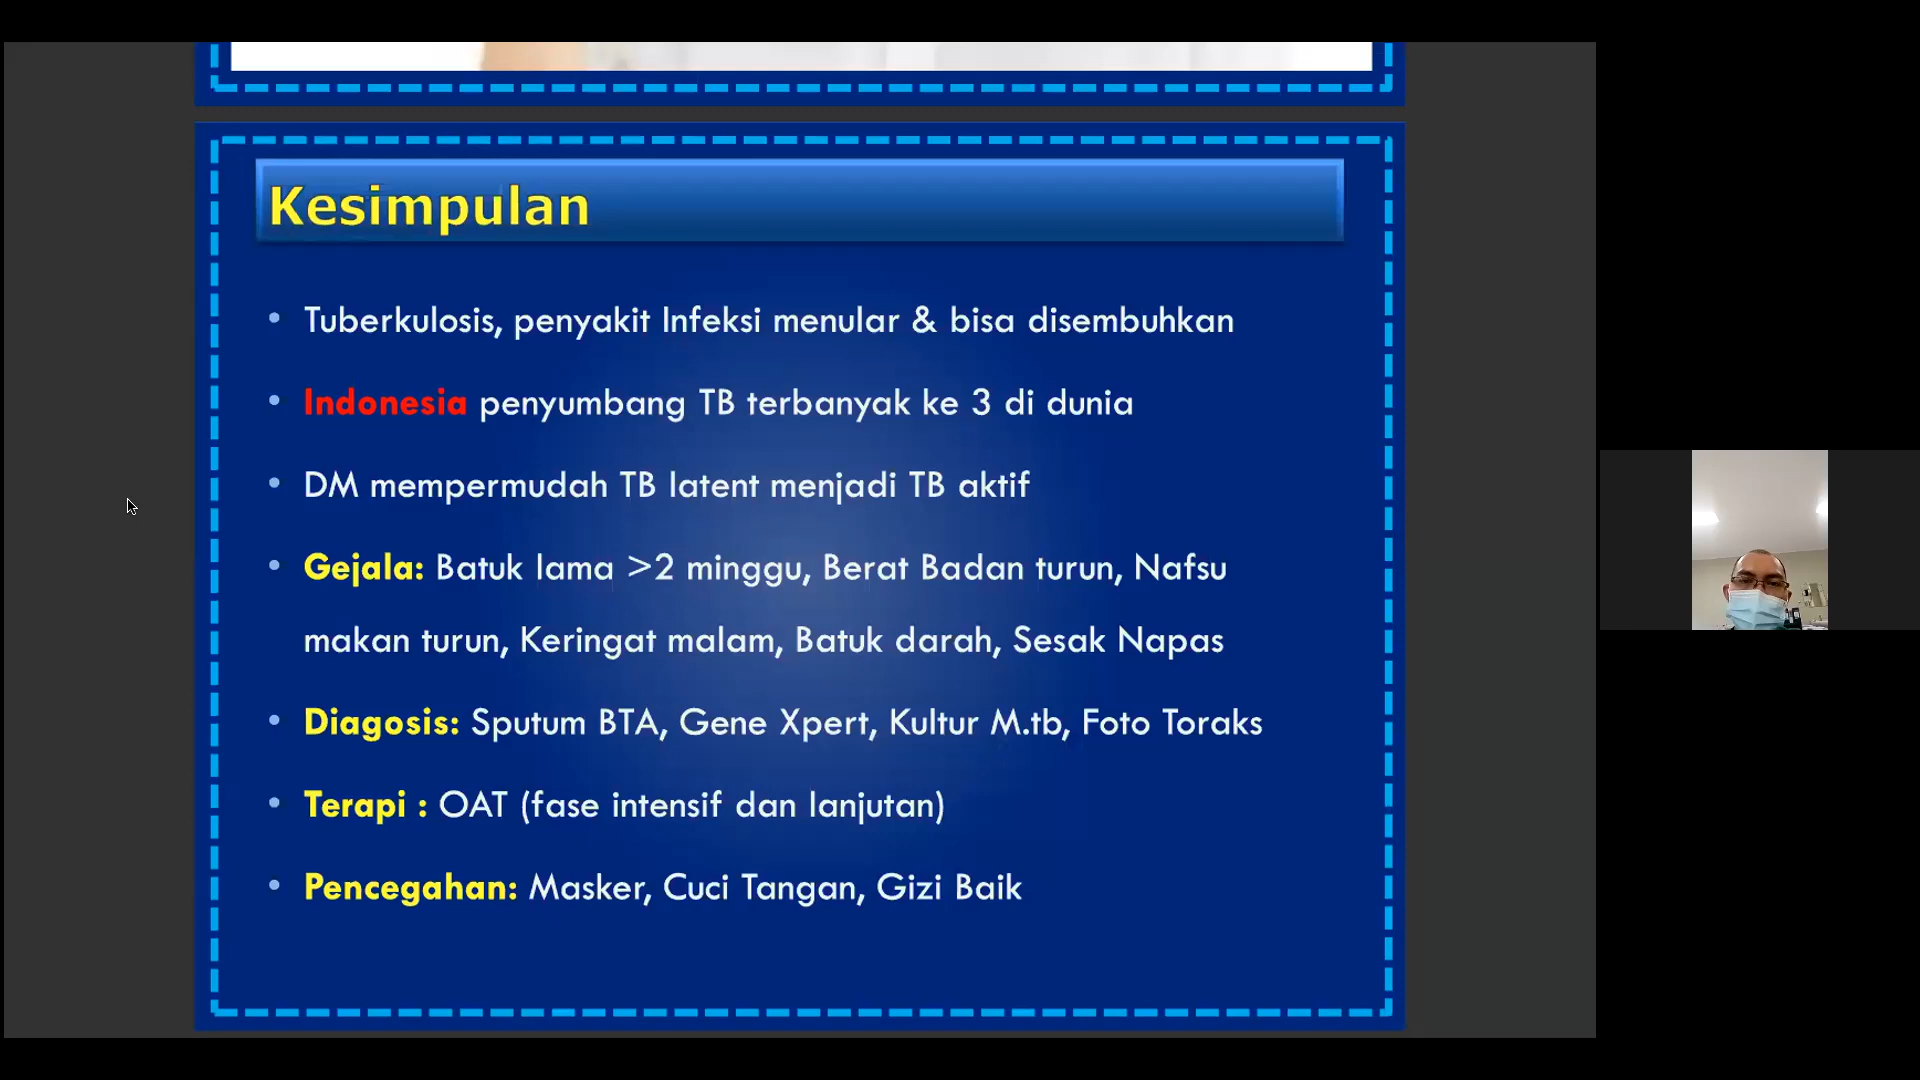 Kesimpulan
• Tuberkulosis, penyakit Infeksi menular & bisa disembuhkan
• Indonesia penyumbang TB terbanyak ke 3 di dunia
• DM mempermudah TB latent menjadi TB aktif
• Gejala: Batuk lama >2 minggu, Berat Badan turun, Nafsu
makan turun, Keringat malam, Batuk darah, Sesak Napas
• Diagosis: Sputum BTA, Gene Xpert, Kultur M.tb, Foto Toraks
• Terapi : OAT (fase intensif dan lanjutan)
• Pencegahan: Masker, Cuci Tangan, Gizi Baik